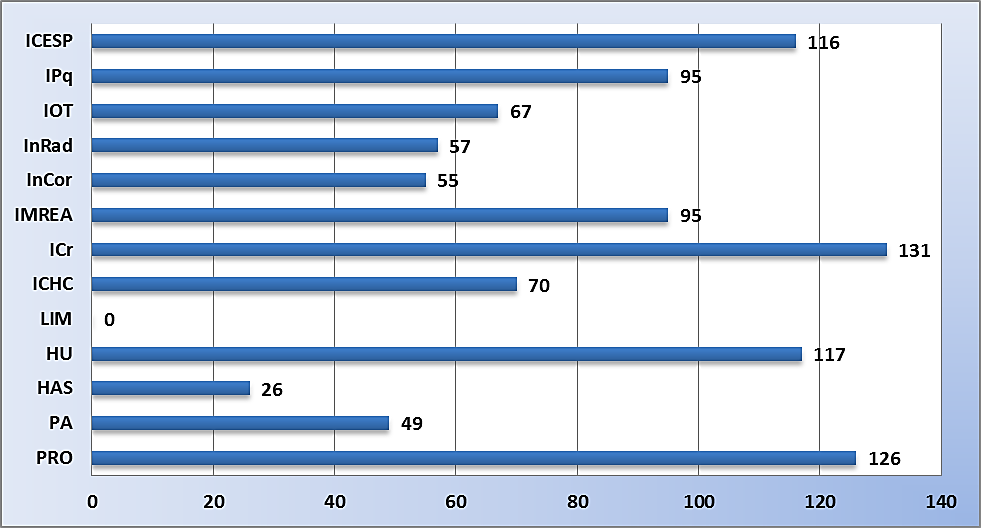 ICESP 116
IPq 95
IOT 67
InRad 57
InCor 55
IMREA 95
ICr 131
ICHC 70
LIM 0
HU 117
HAS 26
PA 49
PRO 126
0 20 40 60 80 100 120 140